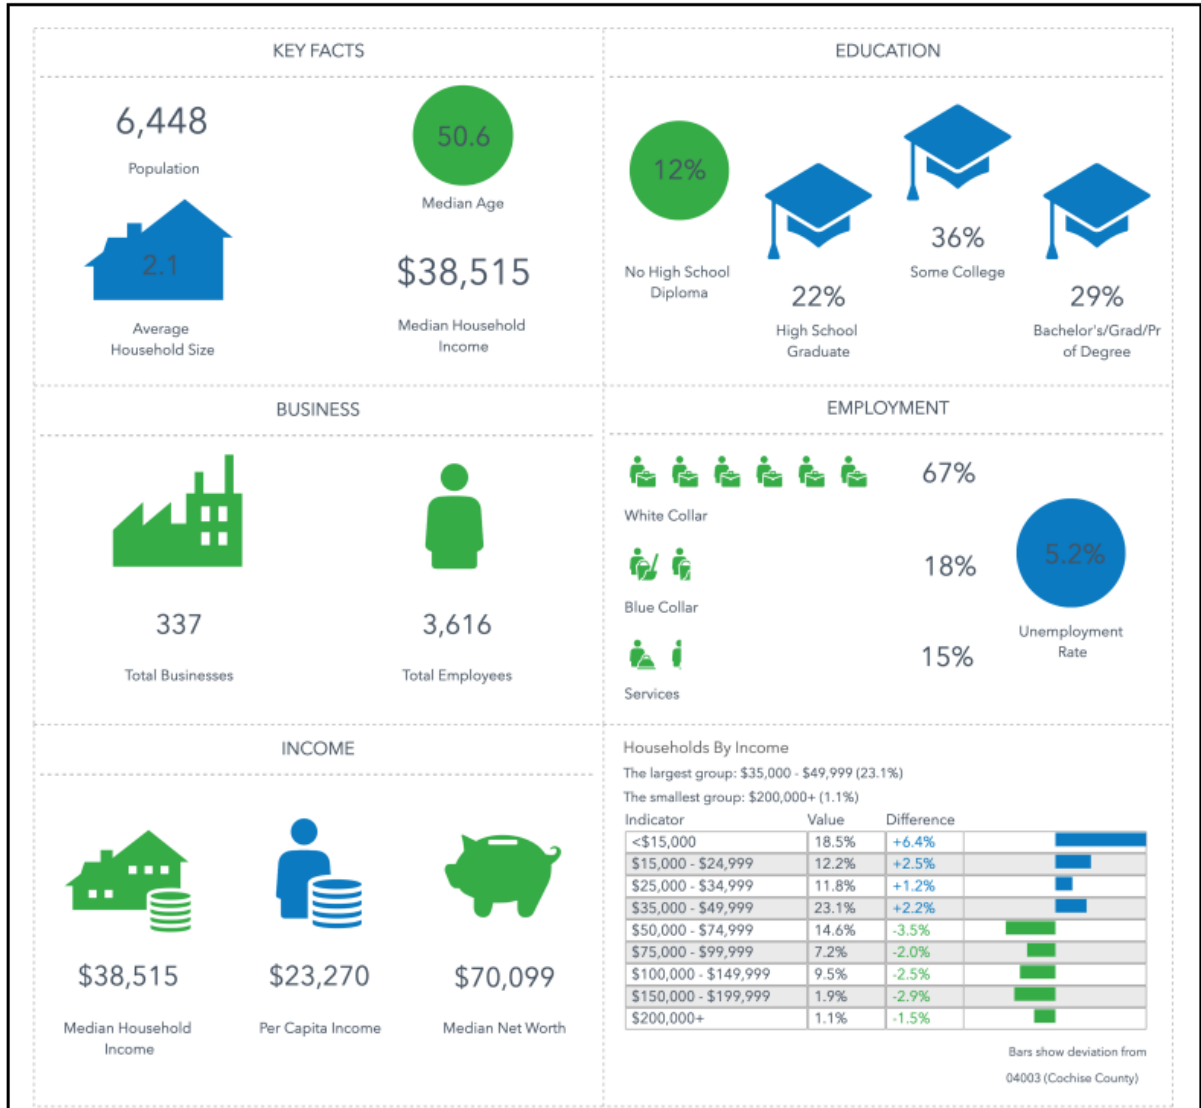 KEY FACTS
6,448
Population
50.6
Median Age
2.1
Average
Household Size
$38,515
Median Household
Income
EDUCATION
12%
No High School
Diploma
22%
High School
Graduate
36%
Some College
29%
Bachelor's/Grad/Pr
of Degree
BUSINESS
337
Total Businesses
3,616
Total Employees
EMPLOYMENT
67%
White Collar
18%
Blue Collar
15%
Services
5.2%
Unemployment
Rate
INCOME
$38,515
Median Household
Income
$23,270
Per Capita Income
$70,099
Median Net Worth
Households By Income
The largest group: $35,000 - $49,999 (23.1%)
The smallest group: $200,000+ (1.1%)
Indicator Value Difference
<$15,000 18.5% +6.4%
$15,000 - $24,999 12.2% +2.5%
$25,000 - $34,999 11.8% +1.2%
$35,000 - $49,999 23.1% +2.2%
$50,000 - $74,999 14.6% -3.5%
$75,000 - $99,999 7.2% -2.0%
$100,000 - $149,999 9.5% -2.5%
$150,000 - $199,999 1.9% -2.9%
$200,000+ 1.1% -1.5%
Bars show deviation from
04003 (Cochise County)